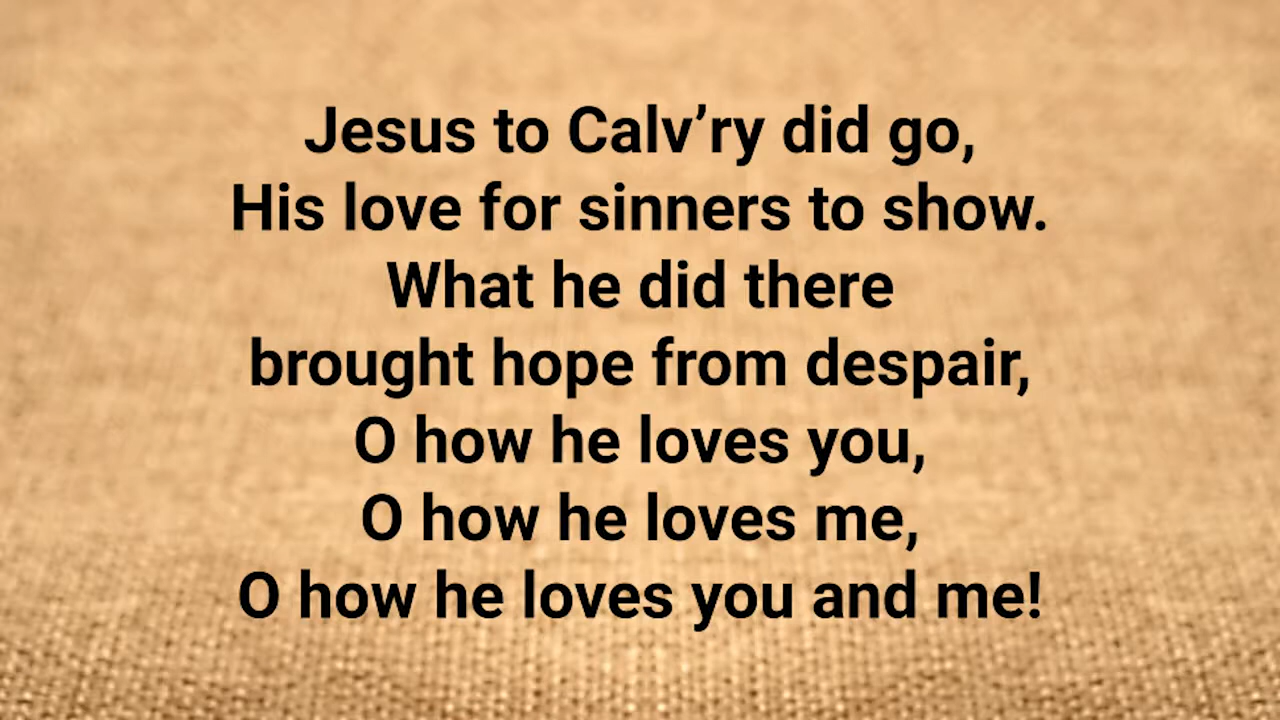 Jesus to Calv’ry did go,
His love for sinners to show.
What he did there
brought hope from despair,
O how he loves you,
O how he loves me,
O how he loves you and me!